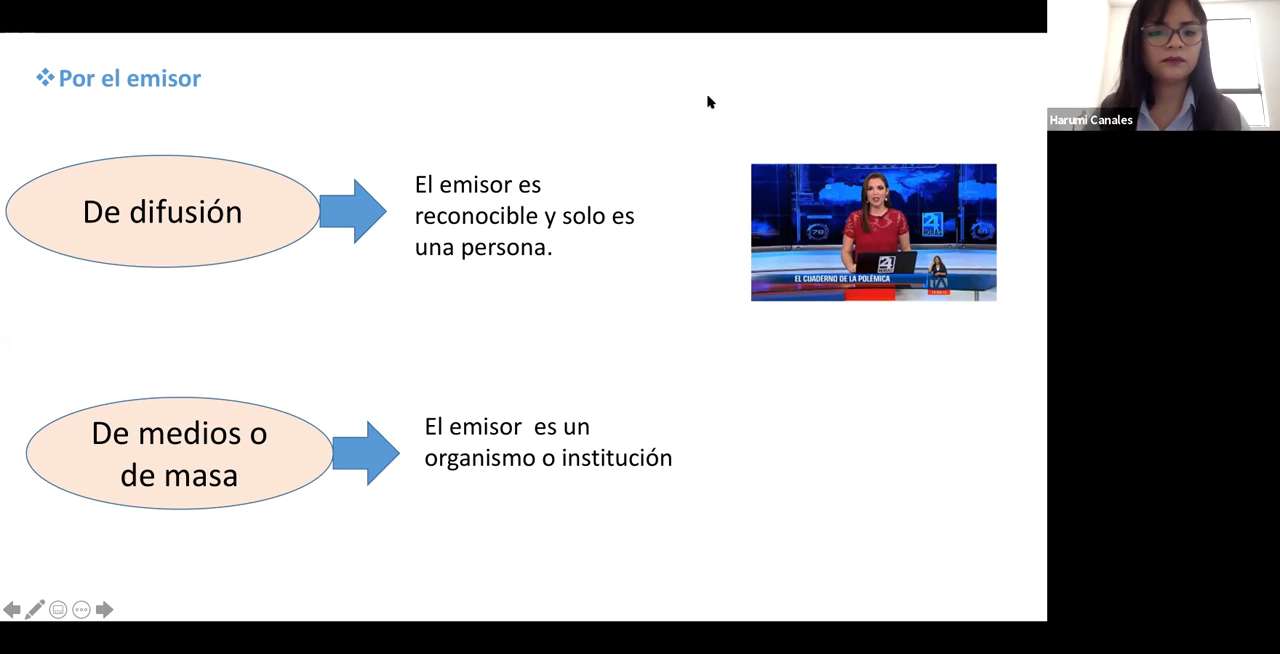 Por el emisor
De difusión
El emisor es
reconocible y solo es
una persona.
24
EL CUADERNO DE LA POLÉMICA
De medios o
de masa
El emisor  es un
organismo o institución
Harumi Canales